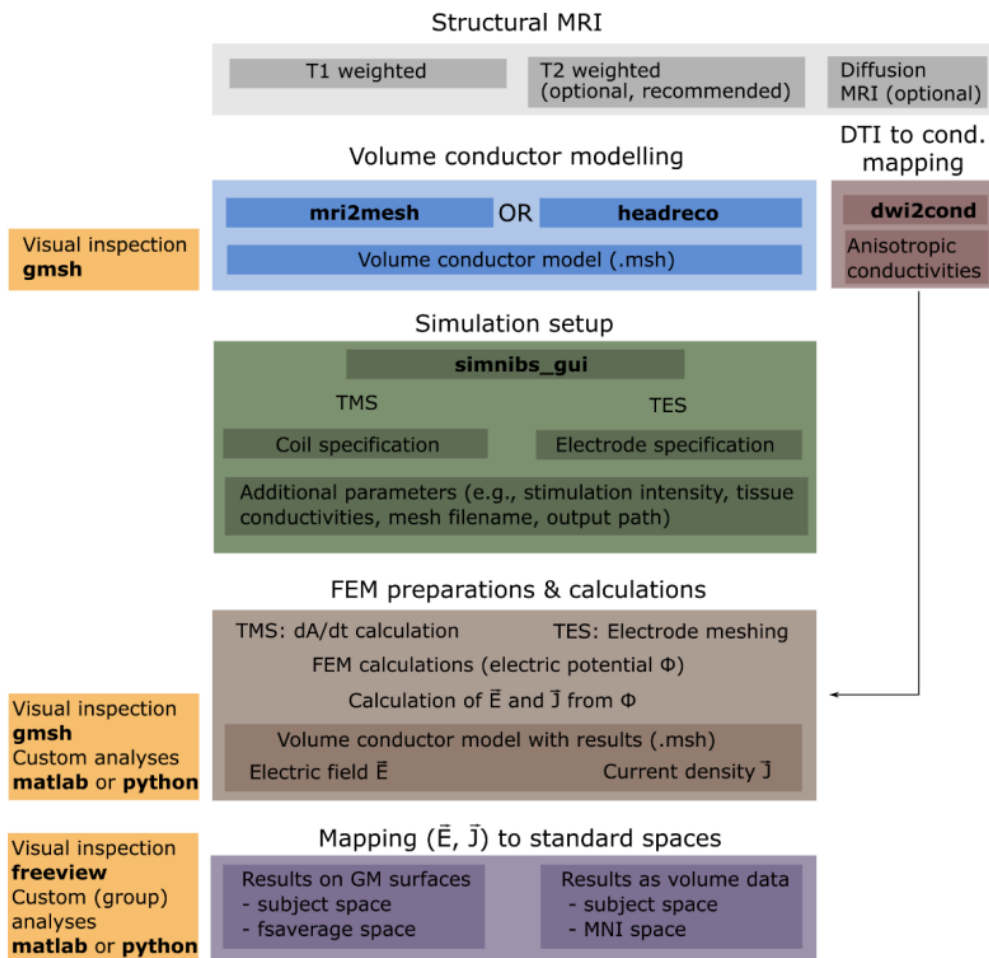 Structural MRI
T1 weighted
T2 weighted
(optional, recommended)
Diffusion
MRI (optional)
Volume conductor modelling
DTI to cond.
mapping
mri2mesh OR headreco
Volume conductor model (.msh)
dwi2cond
Anisotropic
conductivities
Visual inspection
gmsh
Simulation setup
simnibs_gui
TMS
TES
Coil specification
Electrode specification
Additional parameters (e.g., stimulation intensity, tissue
conductivities, mesh filename, output path)
FEM preparations & calculations
TMS: dA/dt calculation
TES: Electrode meshing
FEM calculations (electric potential Φ)
Calculation of E⃗ and J⃗ from Φ
Volume conductor model with results (.msh)
Electric field E⃗
Current density J⃗
Visual inspection
gmsh
Custom analyses
matlab or python
Mapping (E⃗, J⃗) to standard spaces
Results on GM surfaces
- subject space
- fsaverage space
Results as volume data
- subject space
- MNI space
Visual inspection
freeview
Custom (group)
analyses
matlab or python